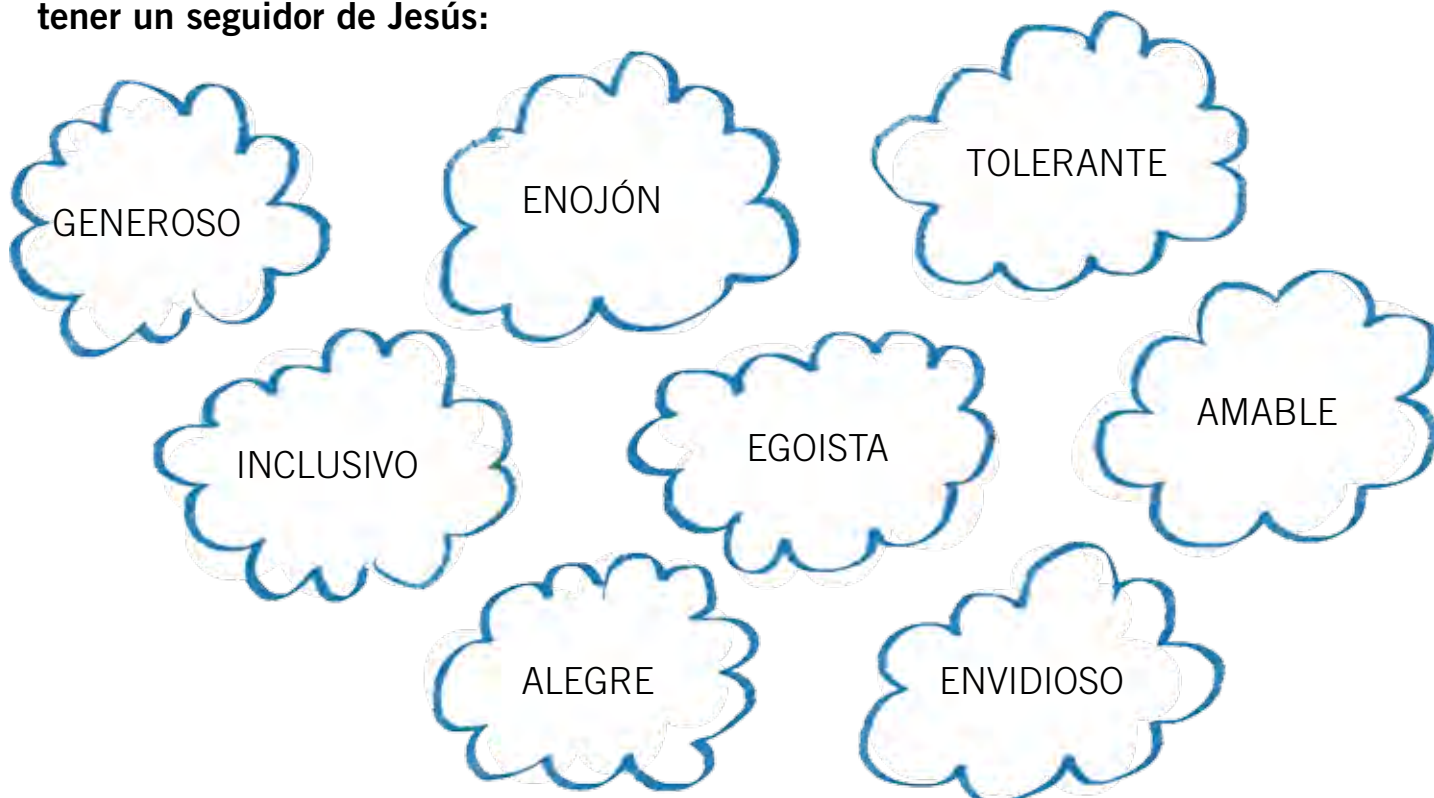 tener un seguidor de Jesús:
GENEROSO
ENOJÓN
TOLERANTE
INCLUSIVO
EGOISTA
AMABLE
ALEGRE
ENVIDIOSO